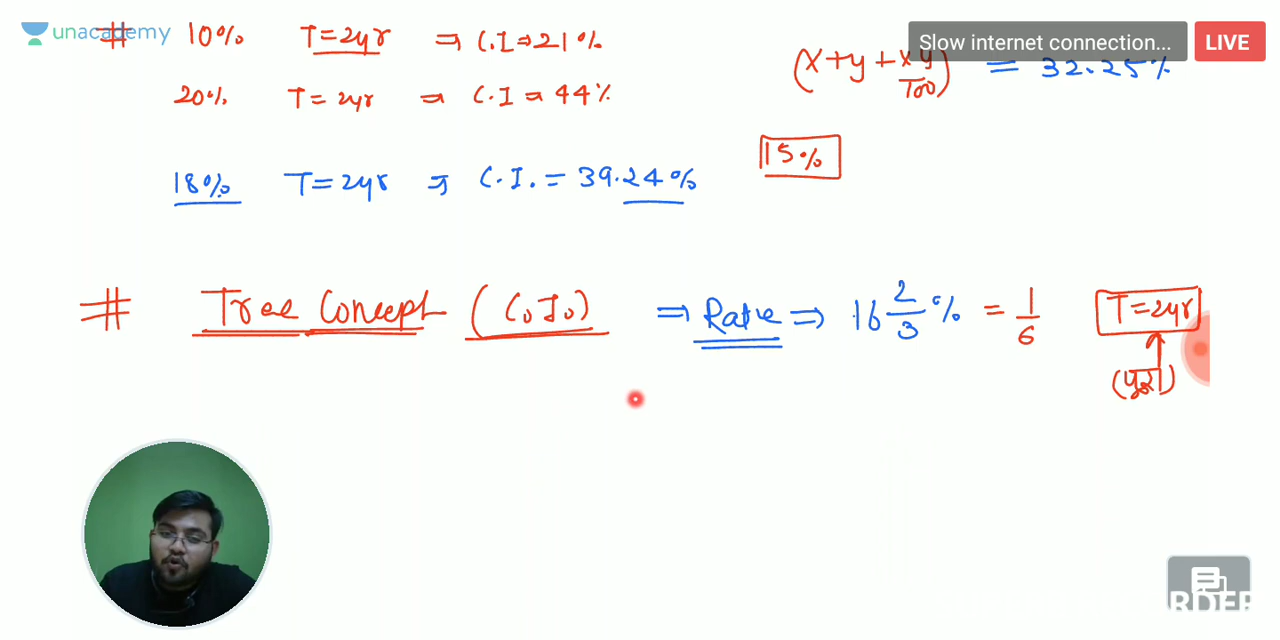 unacademy
Slow internet connection...
LIVE
# 10% T=2yr ⇒ C.I ⇒ 21%
(x+y+xy/100) = 32.25%
20% T=2yr ⇒ C.I ⇒ 44%
15%
18% T=2yr ⇒ C.I. = 39.24%
# Tree Concept (C.I.) ⇒ Rate ⇒ 16 2/3 % = 1/6 T=2yr
(पूरा)